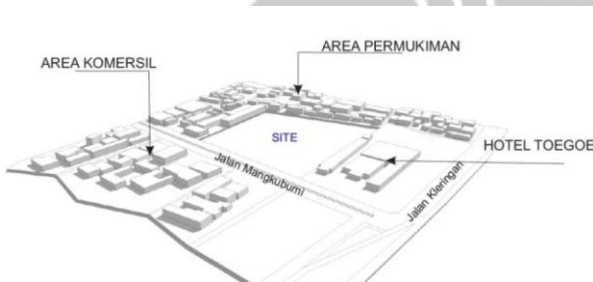 AREA PERMUKIMAN
AREA KOMERSIL
SITE
HOTEL TOEGOE
Jalan Mangkubumi
Jalan Kleringan